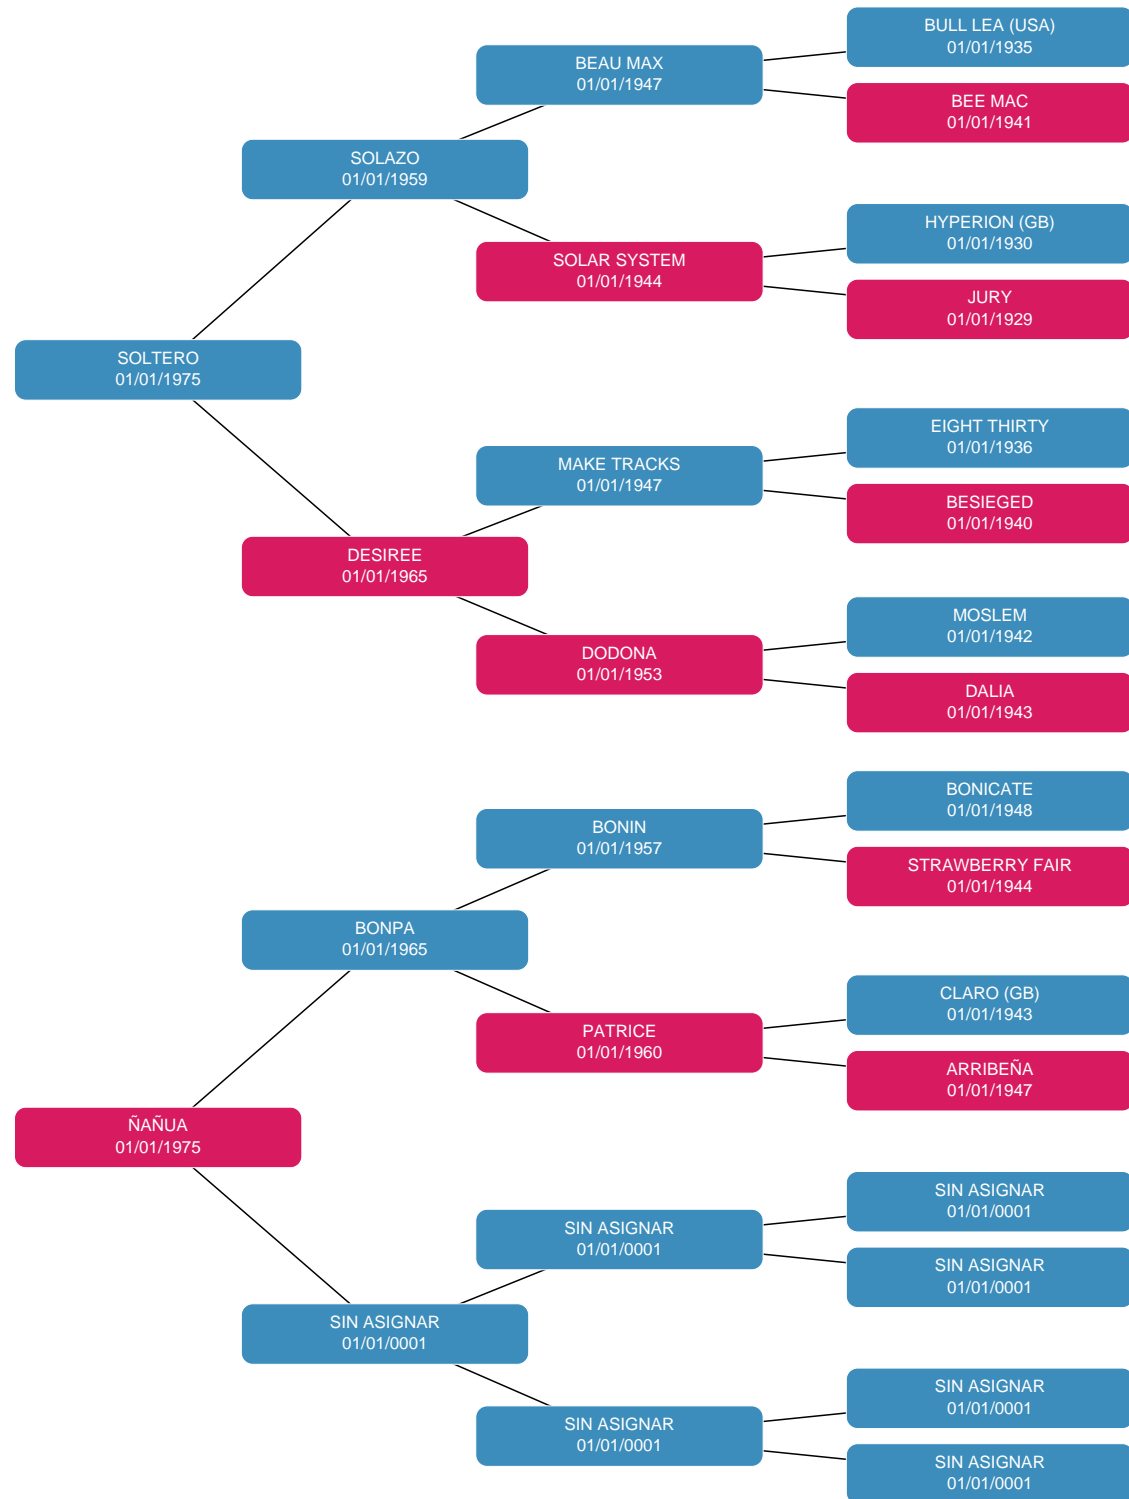 BULL LEA (USA)
01/01/1935
BEAU MAX
01/01/1947
BEE MAC
01/01/1941
SOLAZO
01/01/1959
HYPERION (GB)
01/01/1930
SOLAR SYSTEM
01/01/1944
JURY
01/01/1929
SOLTERO
01/01/1975
EIGHT THIRTY
01/01/1936
MAKE TRACKS
01/01/1947
BESIEGED
01/01/1940
DESIREE
01/01/1965
MOSLEM
01/01/1942
DODONA
01/01/1953
DALIA
01/01/1943
BONICATE
01/01/1948
BONIN
01/01/1957
STRAWBERRY FAIR
01/01/1944
BONPA
01/01/1965
CLARO (GB)
01/01/1943
PATRICE
01/01/1960
ARRIBEÑA
01/01/1947
ÑAÑUA
01/01/1975
SIN ASIGNAR
01/01/0001
SIN ASIGNAR
01/01/0001
SIN ASIGNAR
01/01/0001
SIN ASIGNAR
01/01/0001
SIN ASIGNAR
01/01/0001
SIN ASIGNAR
01/01/0001
SIN ASIGNAR
01/01/0001